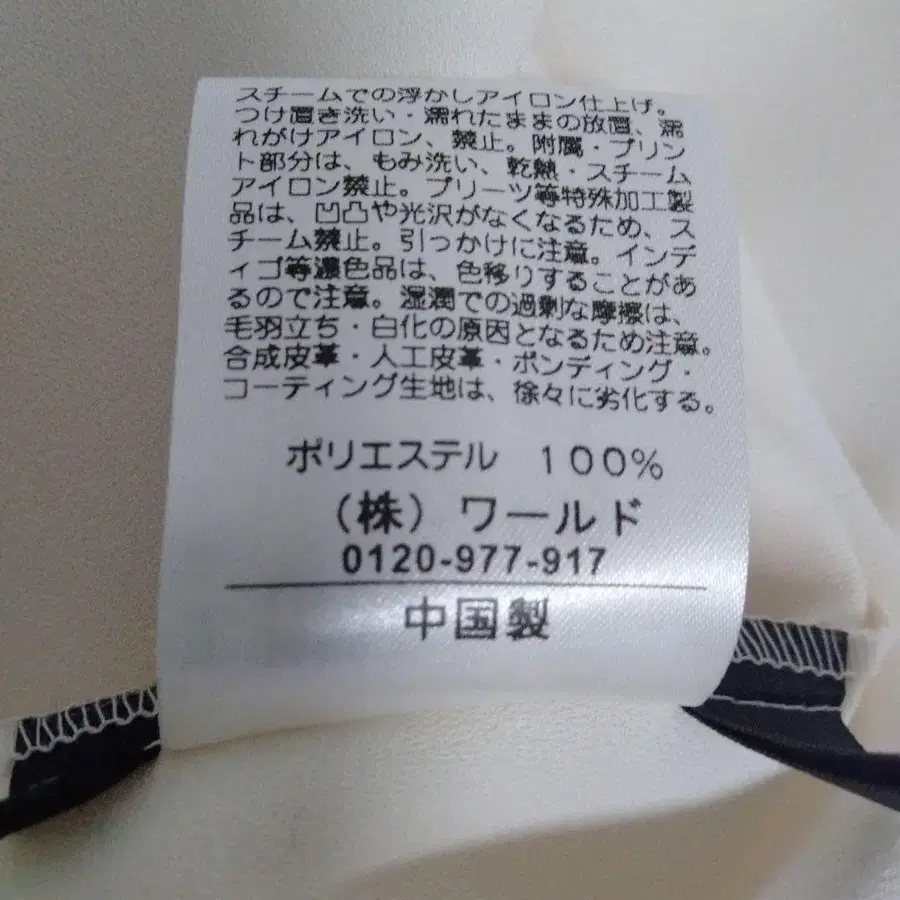 スチームでの浮かしアイロン仕上げ。
つけ置き洗い・濡れたままの放置、濡
れがけアイロン、禁止。附属・プリン
ト部分は、もみ洗い、乾熱・スチーム
アイロン禁止。プリーツ等特殊加工製
品は、凹凸や光沢がなくなるため、ス
チーム禁止。引っかけに注意。インデ
ィゴ等濃色品は、色移りすることがあ
るので注意。湿潤での過剰な摩擦は、
毛羽立ち・白化の原因となるため注意。
合成皮革・人工皮革・ボンディング・
コーティング生地は、徐々に劣化する。
ポリエステル 100%
(株) ワールド
0120-977-917
中国製